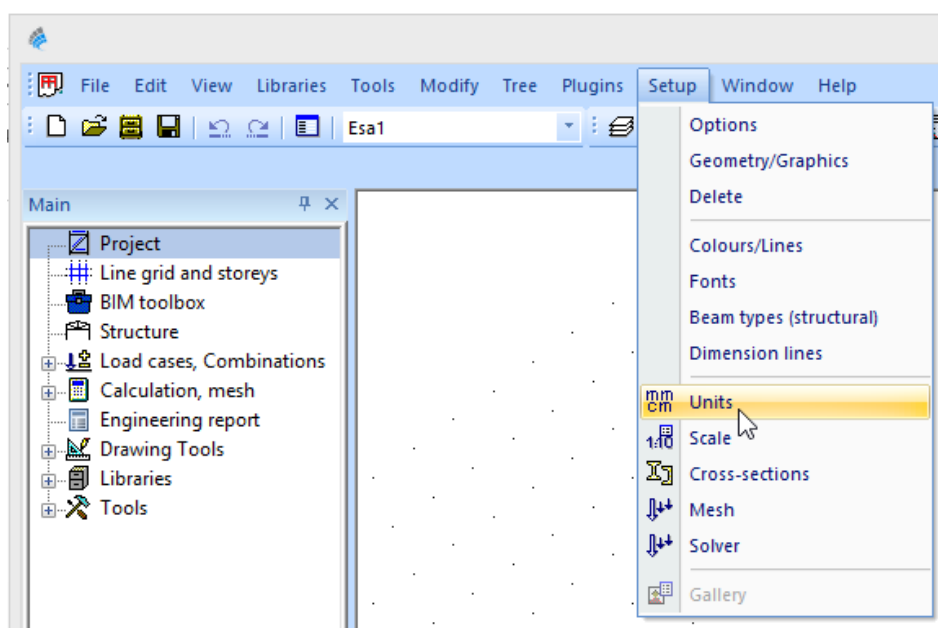 File Edit View Libraries Tools Modify Tree Plugins Setup Window Help
Esa1
Main
Project
Line grid and storeys
BIM toolbox
Structure
Load cases, Combinations
Calculation, mesh
Engineering report
Drawing Tools
Libraries
Tools
Options
Geometry/Graphics
Delete
Colours/Lines
Fonts
Beam types (structural)
Dimension lines
mm
cm Units
1:10 Scale
Cross-sections
Mesh
Solver
Gallery